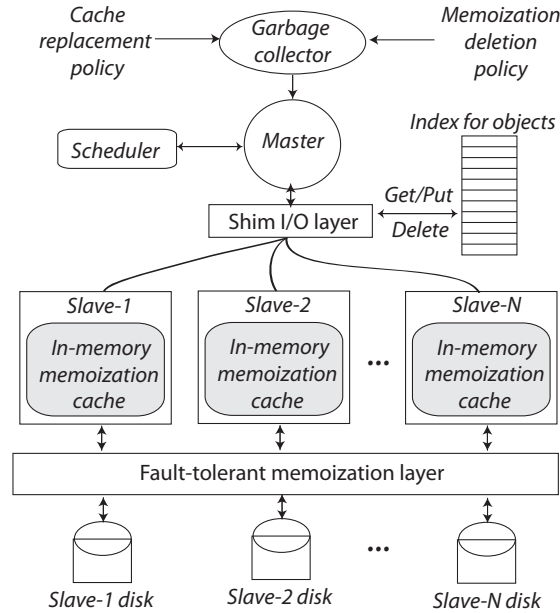 Cache
replacement
policy
Garbage
collector
Memoization
deletion
policy
Scheduler
Master
Index for objects
Shim I/O layer
Get/Put
Delete
Slave-1
Slave-2
Slave-N
In-memory
memoization
cache
In-memory
memoization
cache
...
In-memory
memoization
cache
Fault-tolerant memoization layer
...
Slave-1 disk
Slave-2 disk
Slave-N disk